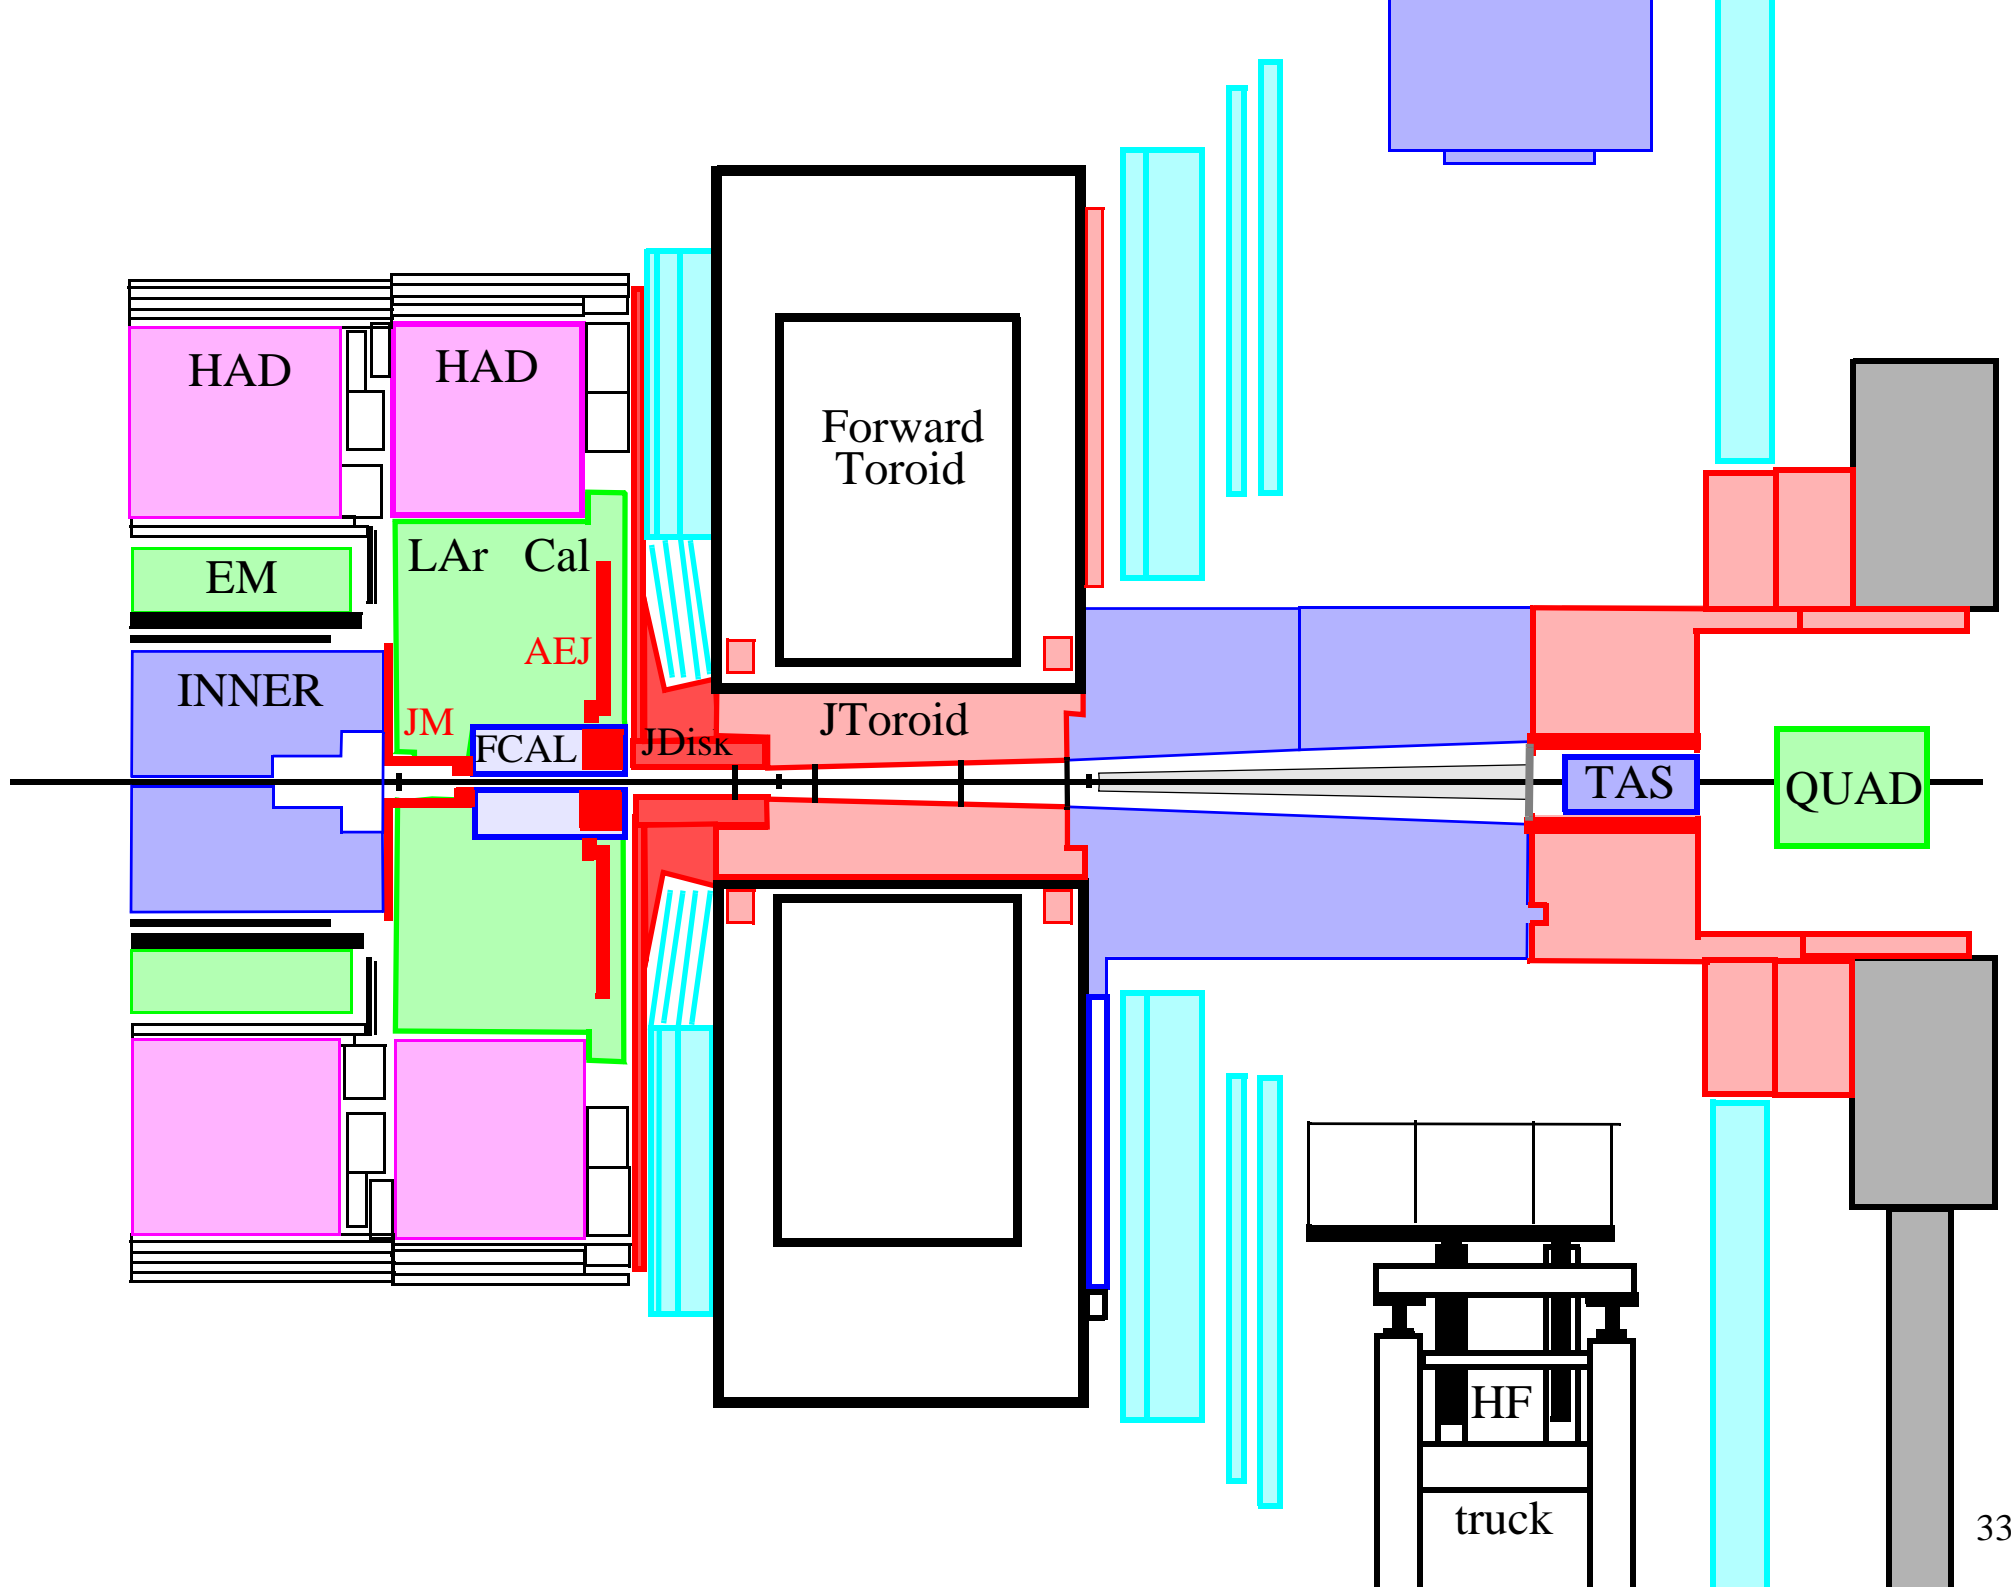 HAD
HAD
Forward
Toroid
LAr Cal
EM
AEJ
INNER
JM
JToroid
FCAL
JDisk
TAS
QUAD
HF
truck
33